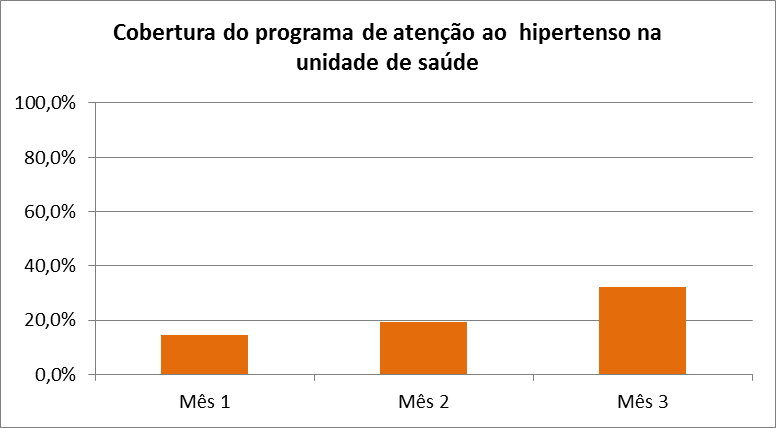 Cobertura do programa de atenção ao  hipertenso na
unidade de saúde
100,0%
80,0%
60,0%
40,0%
20,0%
0,0%
Mês 1
Mês 2
Mês 3